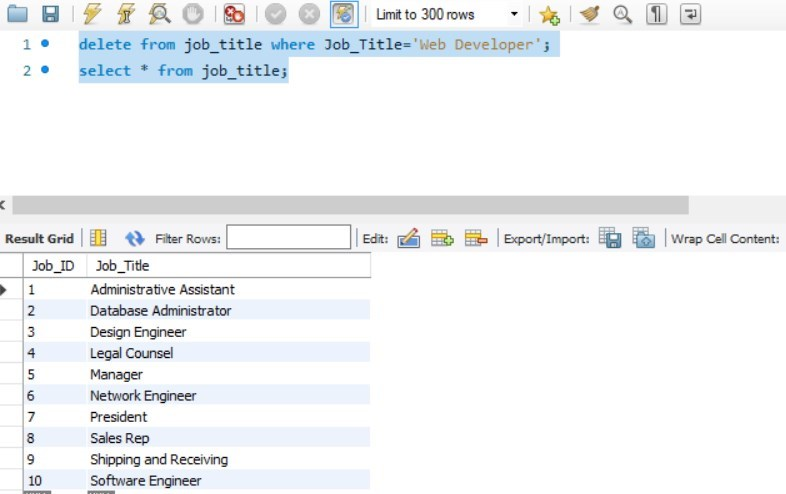 Limit to 300 rows
1 delete from job_title where Job_Title='Web Developer';
2 select * from job_title;
Result Grid Filter Rows: Edit: Export/Import: Wrap Cell Content:
Job_ID Job_Title
1 Administrative Assistant
2 Database Administrator
3 Design Engineer
4 Legal Counsel
5 Manager
6 Network Engineer
7 President
8 Sales Rep
9 Shipping and Receiving
10 Software Engineer